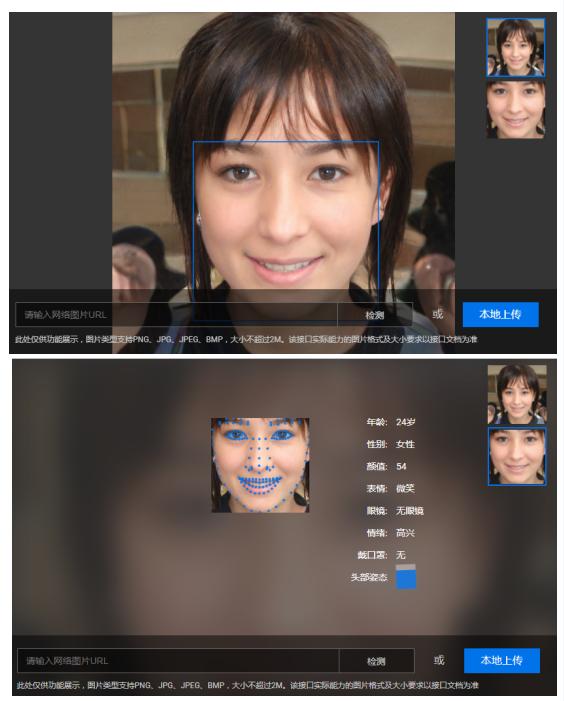 请输入网络图片URL
检测
或
本地上传
此处仅供功能展示，图片类型支持PNG、JPG、JPEG、BMP，大小不超过2M。该接口实际能力的图片格式及大小要求以接口文档为准
年龄: 24岁
性别: 女性
颜值: 54
表情: 微笑
眼镜: 无眼镜
情绪: 高兴
戴口罩: 无
头部姿态
请输入网络图片URL
检测
或
本地上传
此处仅供功能展示，图片类型支持PNG、JPG、JPEG、BMP，大小不超过2M。该接口实际能力的图片格式及大小要求以接口文档为准